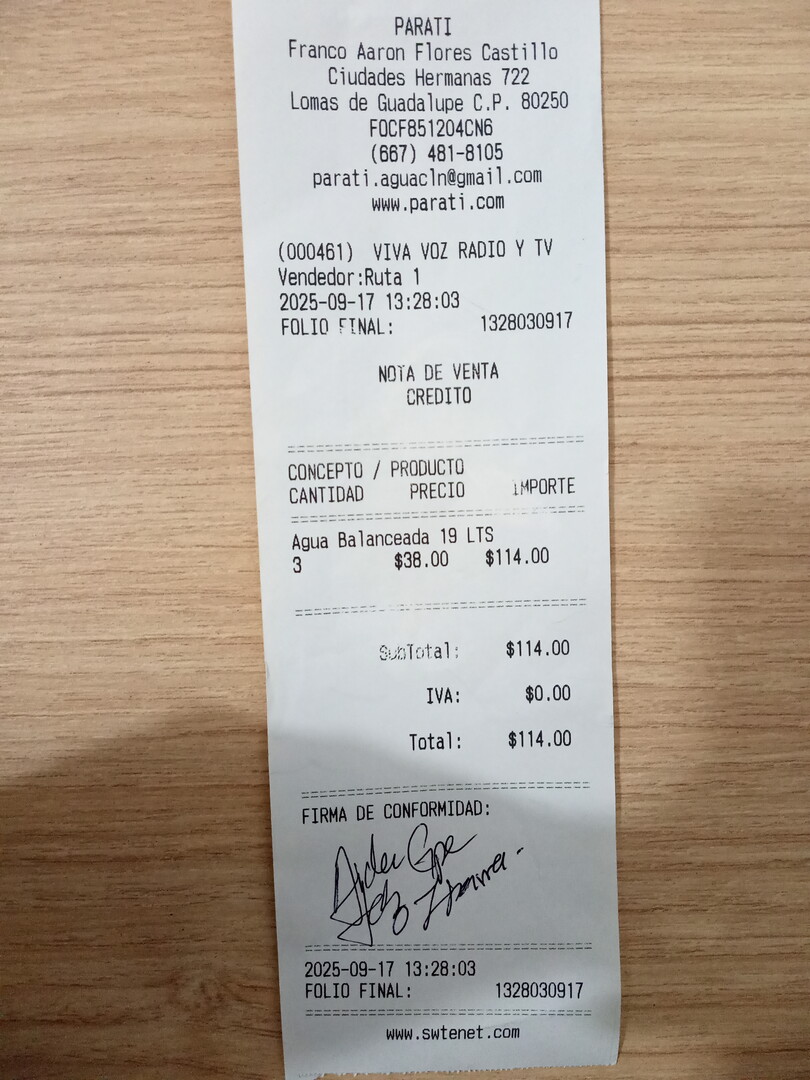 PARATI
Franco Aaron Flores Castillo
Ciudades Hermanas 722
Lomas de Guadalupe C.P. 80250
FOCF851204CN6
(667) 481-8105
parati.aguacln@gmail.com
www.parati.com
(000461) VIVA VOZ RADIO Y TV
Vendedor:Ruta 1
2025-09-17 13:28:03
FOLIO FINAL: 1328030917
NOTA DE VENTA
CREDITO
CONCEPTO / PRODUCTO
CANTIDAD PRECIO IMPORTE
Agua Balanceada 19 LTS
3 $38.00 $114.00
SubTotal: $114.00
IVA: $0.00
Total: $114.00
FIRMA DE CONFORMIDAD:
2025-09-17 13:28:03
FOLIO FINAL: 1328030917
www.swtenet.com